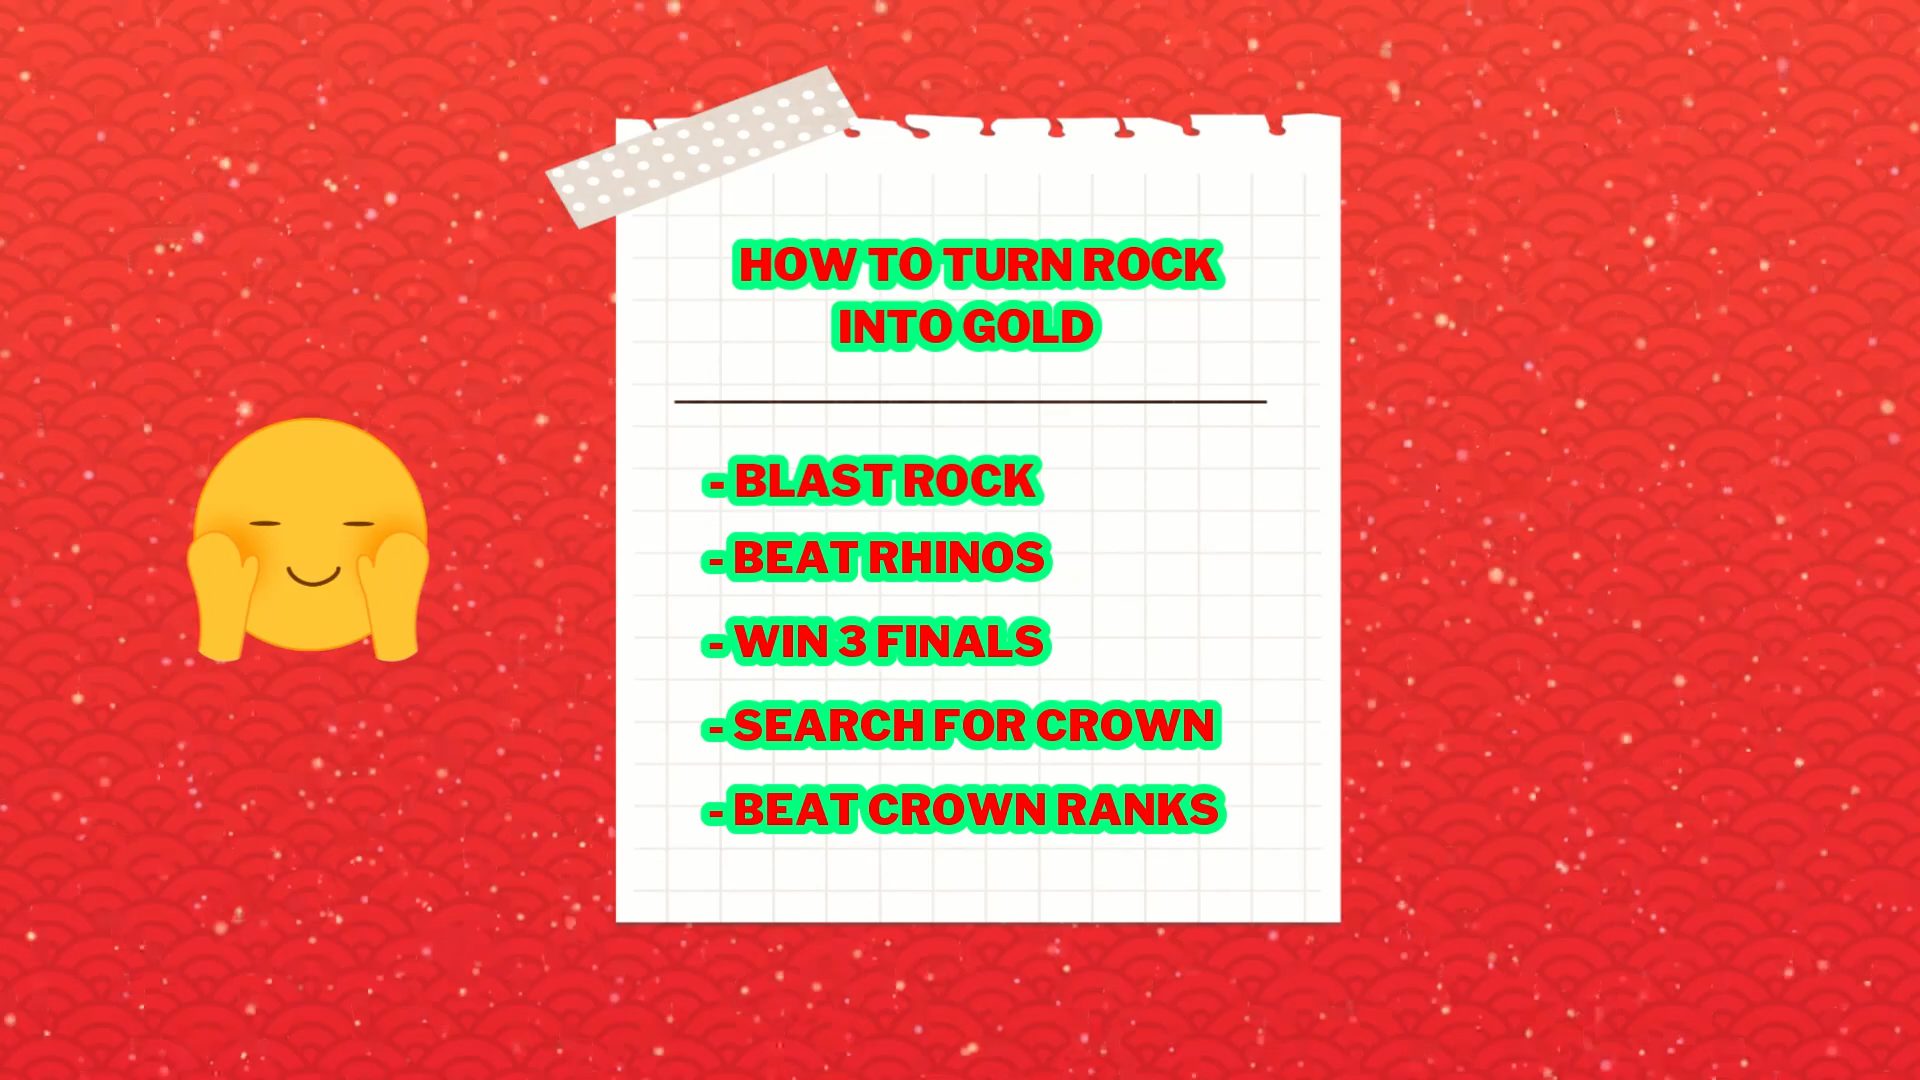 HOW TO TURN ROCK
INTO GOLD
- BLAST ROCK
- BEAT RHINOS
- WIN 3 FINALS
- SEARCH FOR CROWN
- BEAT CROWN RANKS